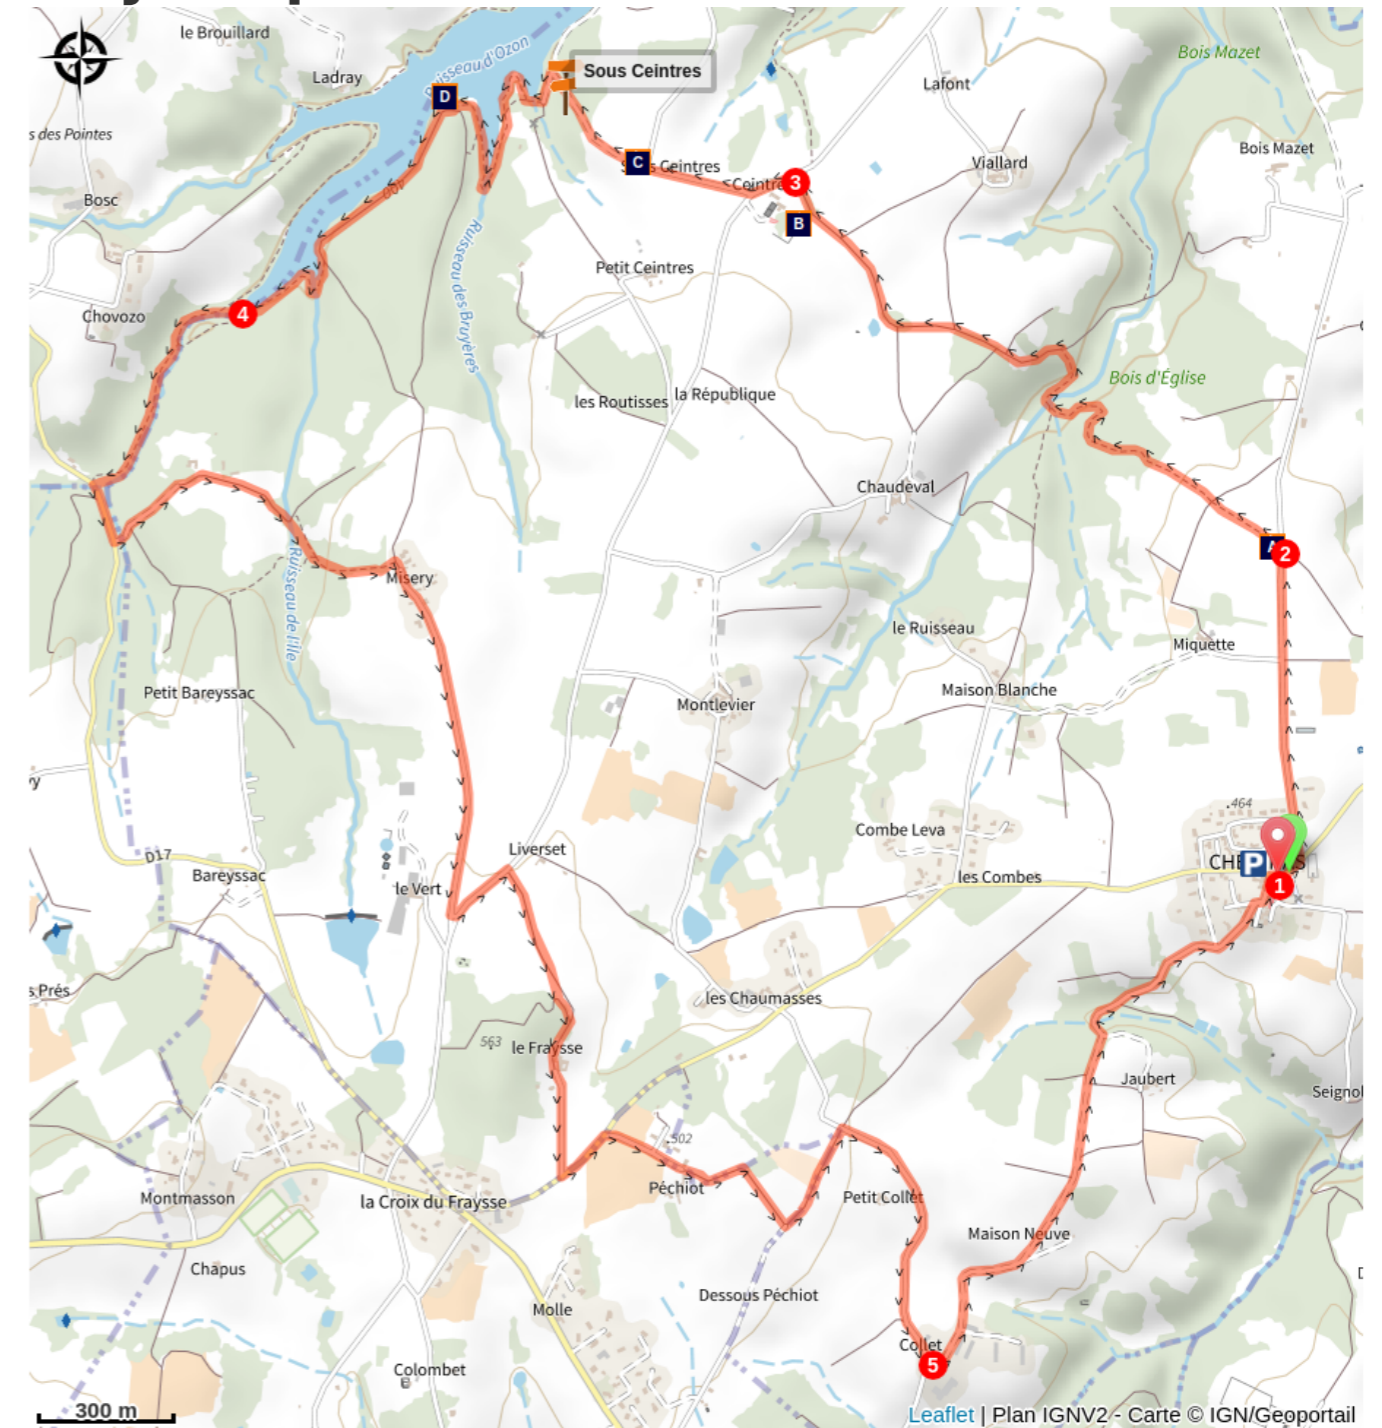 le Brouillard
Ruisseau d'Ozon
Bois Mazet
Ladray
Sous Ceintres
D
Lafont
s des Pointes
Bois Mazet
C
Ceintres
Viallard
3
400
Bosc
B
Ruisseau des Bruyères
Petit Ceintres
4
Chovozo
Bois d'Église
la République
les Routisses
Chaudeval
2
Misery
Ruisseau de l'île
le Ruisseau
Miquette
Petit Bareyssac
Maison Blanche
Montlevier
464
Combe Leva
Liverset
D17
P
Bareyssac
le Vert
les Combes
1
s Prés
les Chaumasses
563
le Fraysse
Jaubert
Seignol
502
Péchiot
Montmasson
la Croix du Fraysse
Petit Collet
Maison Neuve
Chapus
Dessous Péchiot
Molle
Collet
5
Colombet
300 m
Leaflet | Plan IGNV2 - Carte © IGN/Geoportail